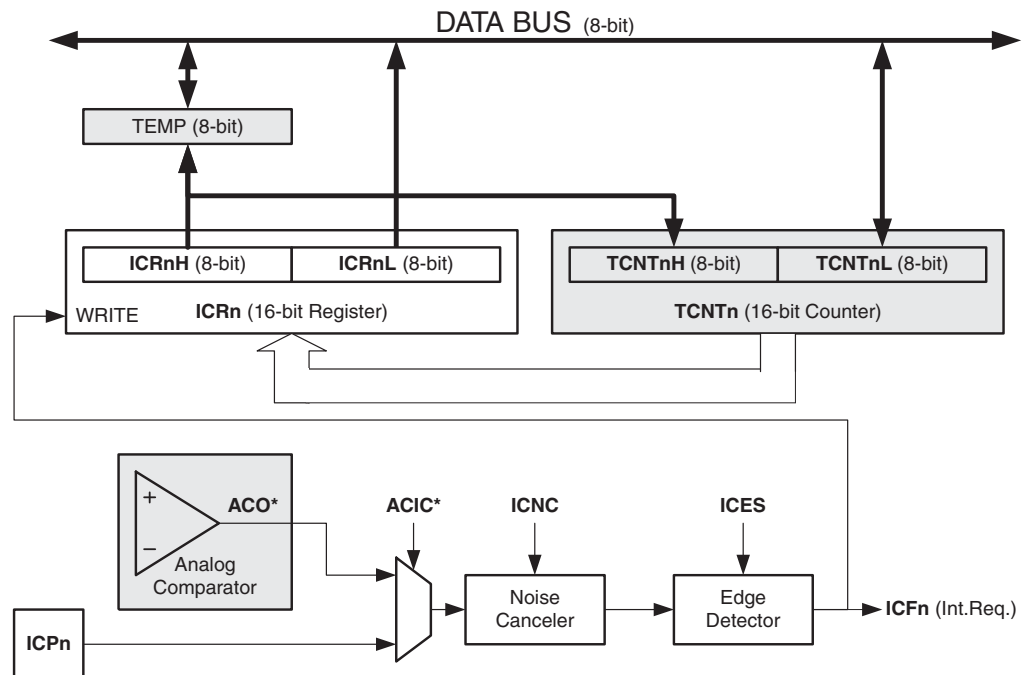 DATA BUS (8-bit)
TEMP (8-bit)
ICRnH (8-bit)
ICRnL (8-bit)
TCNTnH (8-bit)
TCNTnL (8-bit)
WRITE
ICRn (16-bit Register)
TCNTn (16-bit Counter)
+
−
ACO*
Analog
Comparator
ACIC*
ICNC
ICES
Noise
Canceler
Edge
Detector
ICFn (Int.Req.)
ICPn